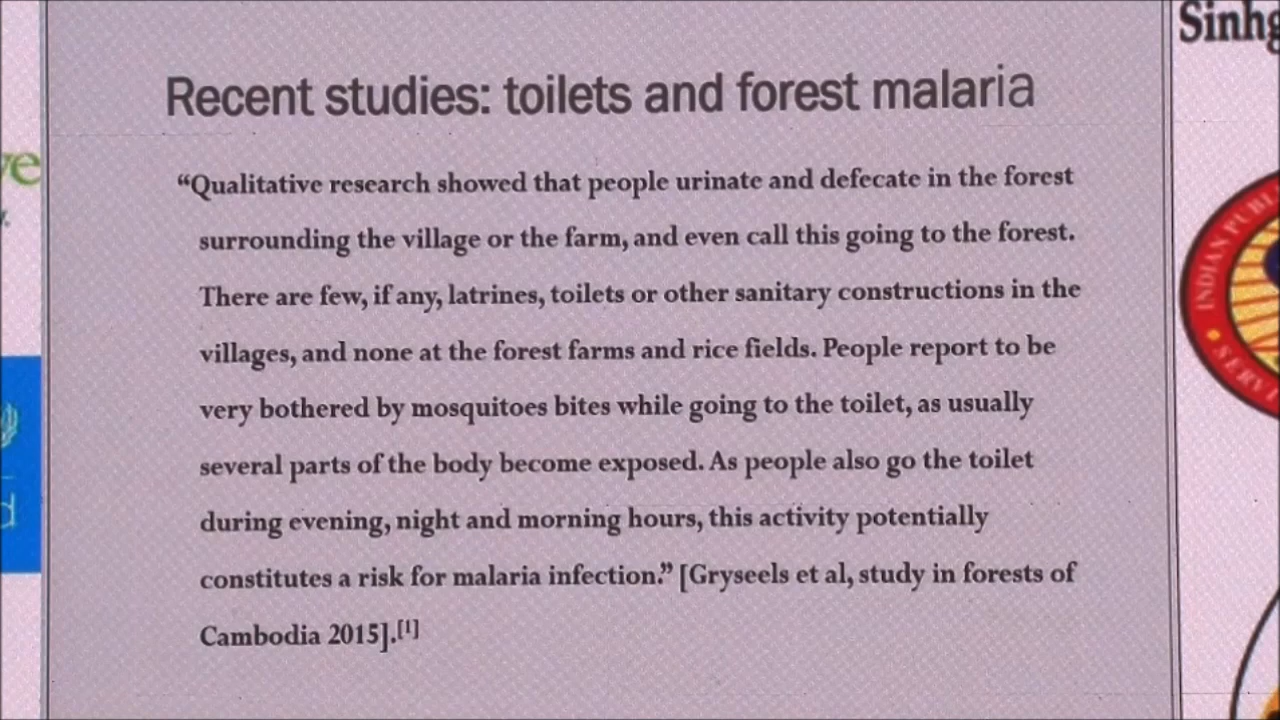 Sinhg
Recent studies: toilets and forest malaria
“Qualitative research showed that people urinate and defecate in the forest
surrounding the village or the farm, and even call this going to the forest.
There are few, if any, latrines, toilets or other sanitary constructions in the
villages, and none at the forest farms and rice fields. People report to be
very bothered by mosquitoes bites while going to the toilet, as usually
several parts of the body become exposed. As people also go the toilet
during evening, night and morning hours, this activity potentially
constitutes a risk for malaria infection.” [Gryseels et al, study in forests of
Cambodia 2015].[1]
ve
d
INDIAN PUBL
SERV